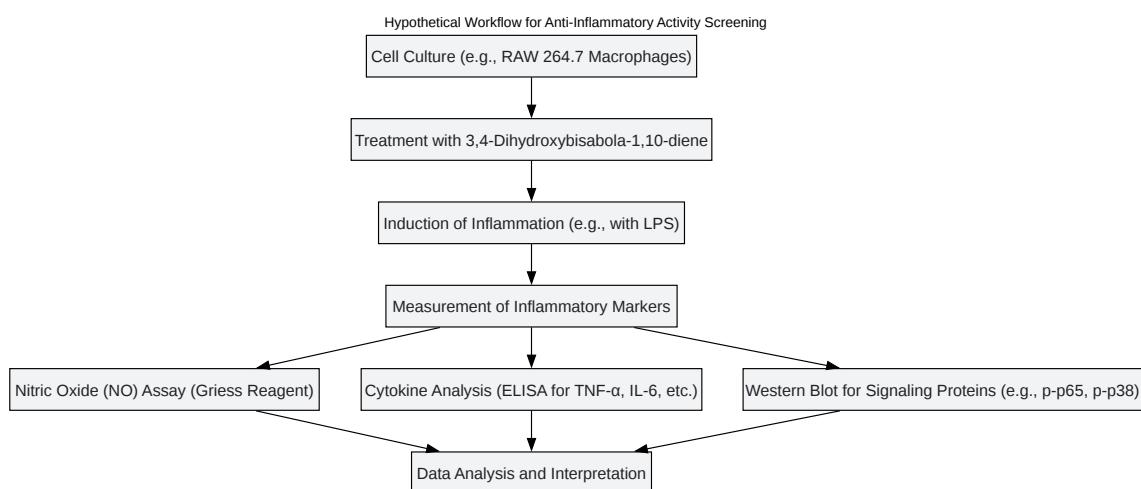 Hypothetical Workflow for Anti-Inflammatory Activity Screening
Cell Culture (e.g., RAW 264.7 Macrophages)
Treatment with 3,4-Dihydroxybisabola-1,10-diene
Induction of Inflammation (e.g., with LPS)
Measurement of Inflammatory Markers
Nitric Oxide (NO) Assay (Griess Reagent)
Cytokine Analysis (ELISA for TNF-α, IL-6, etc.)
Western Blot for Signaling Proteins (e.g., p-p65, p-p38)
Data Analysis and Interpretation